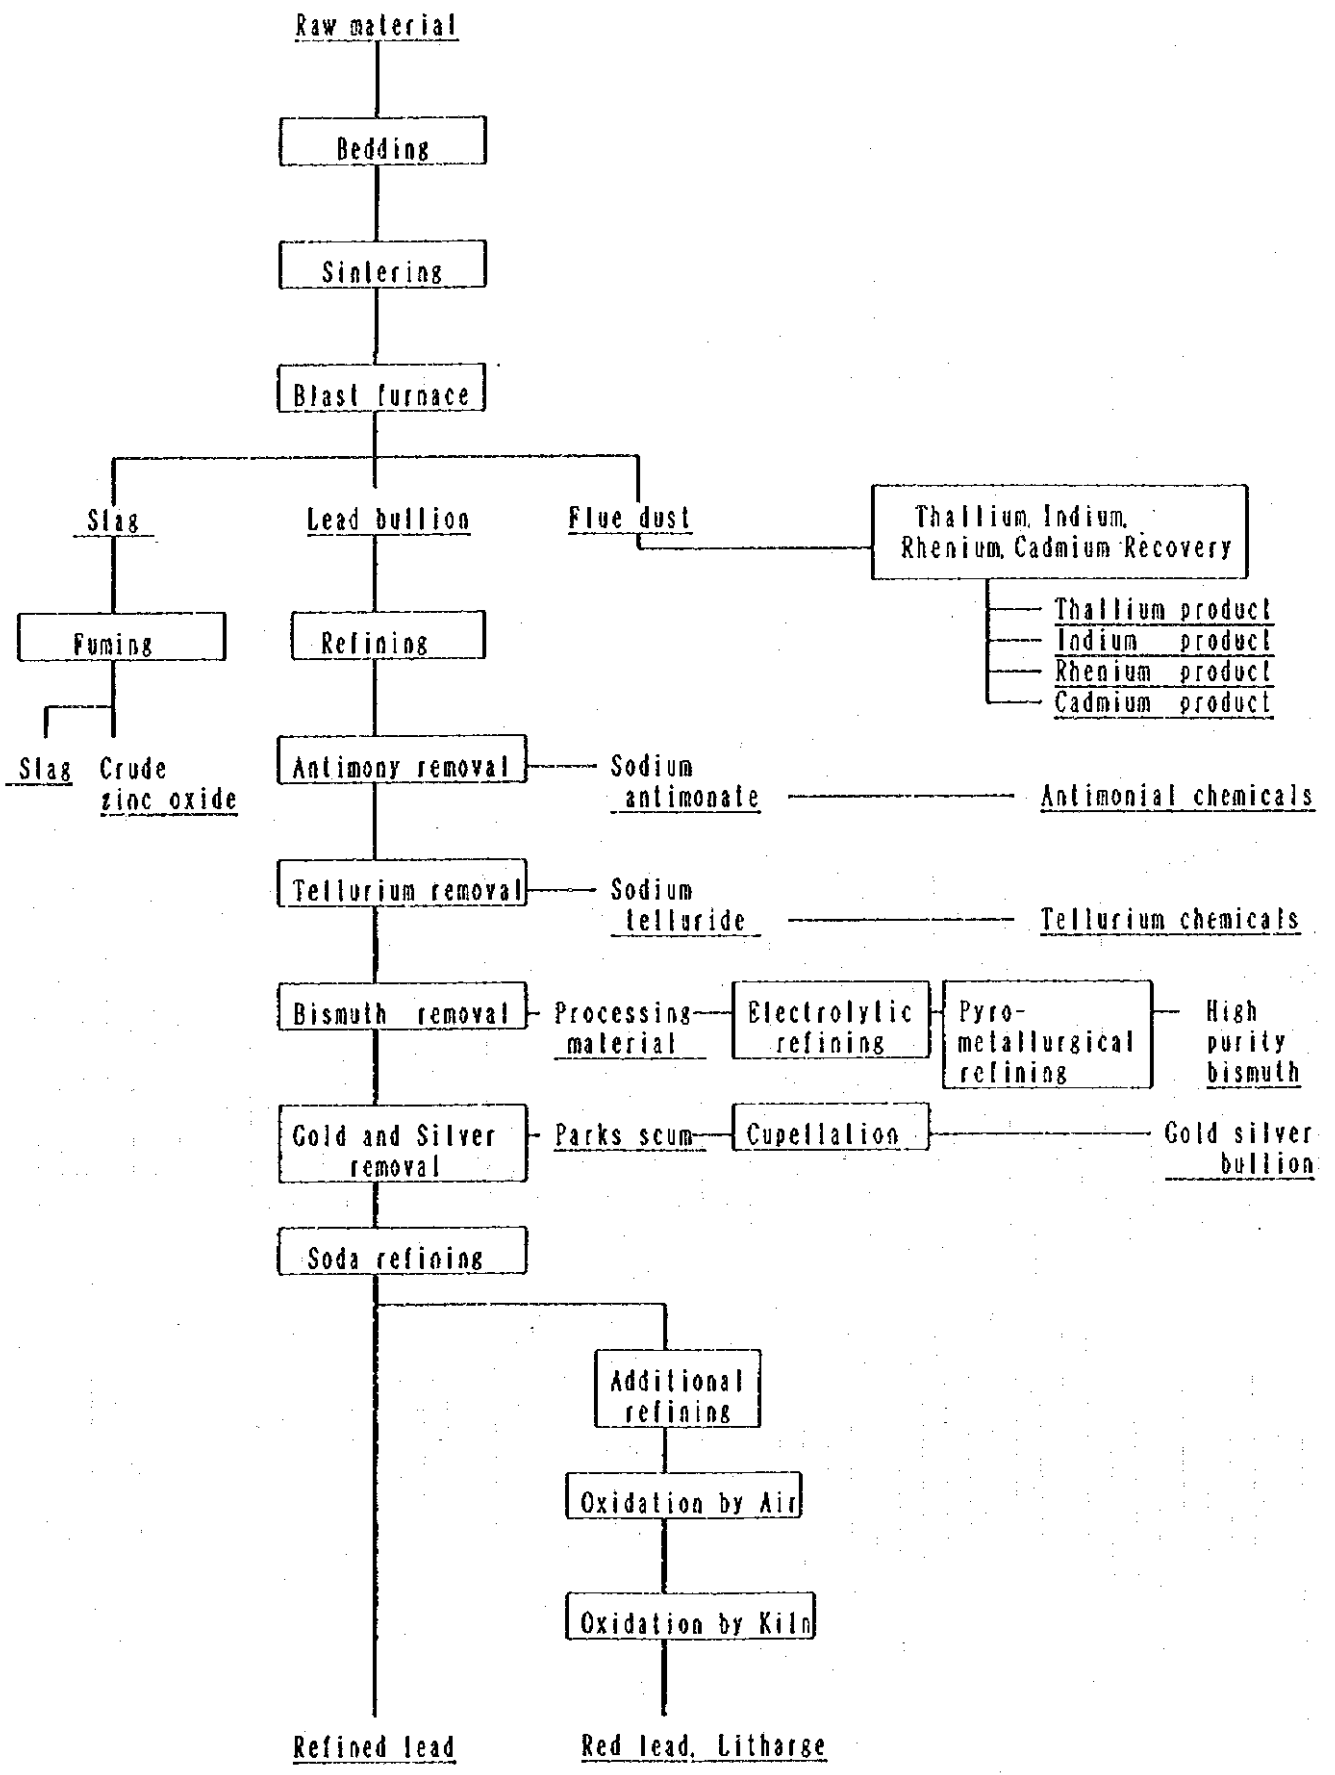 Raw material
Bedding
Sintering
Blast furnace
Slag
Lead bullion
Flue dust
Thallium, Indium,
Rhenium, Cadmium Recovery
Thallium product
Indium product
Rhenium product
Cadmium product
Fuming
Refining
Slag
Crude
zinc oxide
Antimony removal
Sodium
antimonate
Antimonial chemicals
Tellurium removal
Sodium
telluride
Tellurium chemicals
Bismuth removal
Processing
material
Electrolytic
refining
Pyro-
metallurgical
refining
High
purity
bismuth
Gold and Silver
removal
Parks scum
Cupellation
Gold silver
bullion
Soda refining
Additional
refining
Oxidation by Air
Oxidation by Kiln
Refined lead
Red lead, Litharge